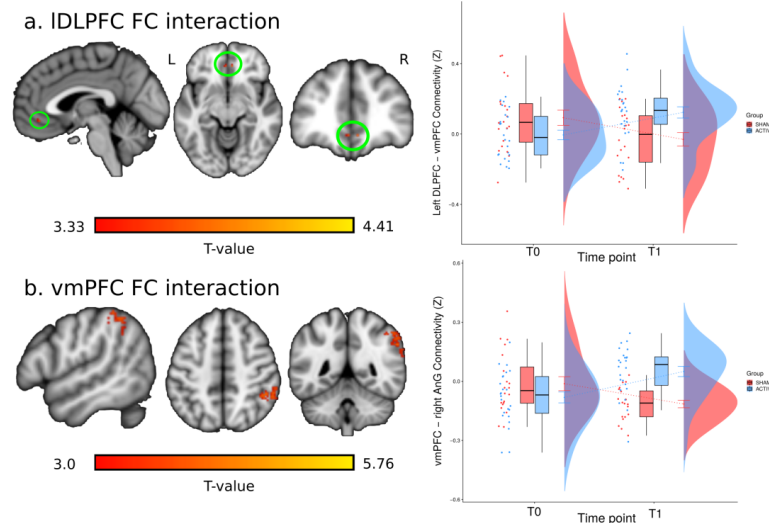 a. lDLPFC FC interaction
L
R
3.33
4.41
T-value
Left DLPFC – vmPFC Connectivity (Z)
0.4
0.0
−0.4
T0
T1
Time point
Group
SHAM
ACTIV
b. vmPFC FC interaction
3.0
5.76
T-value
vmPFC – right AnG Connectivity (Z)
0.6
0.3
0.0
−0.3
−0.6
T0
T1
Time point
Group
SHAM
ACTIV